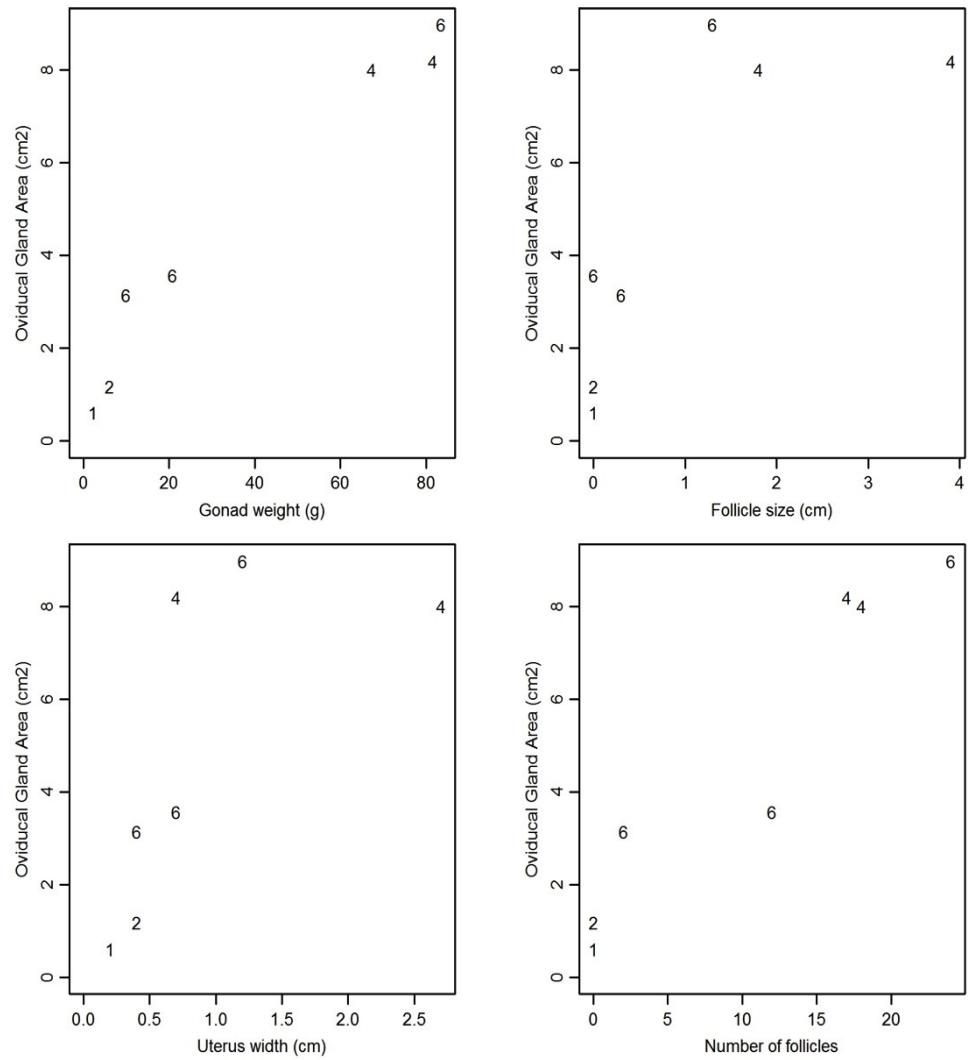 Oviducal Gland Area (cm2)
0 2 4 6 8
6
4
4
6
6
2
1
0 20 40 60 80
Gonad weight (g)
Oviducal Gland Area (cm2)
0 2 4 6 8
6
4
4
6
6
2
1
0 1 2 3 4
Follicle size (cm)
Oviducal Gland Area (cm2)
0 2 4 6 8
6
4
4
6
6
2
1
0.0 0.5 1.0 1.5 2.0 2.5
Uterus width (cm)
Oviducal Gland Area (cm2)
0 2 4 6 8
6
4
4
6
6
2
1
0 5 10 15 20
Number of follicles